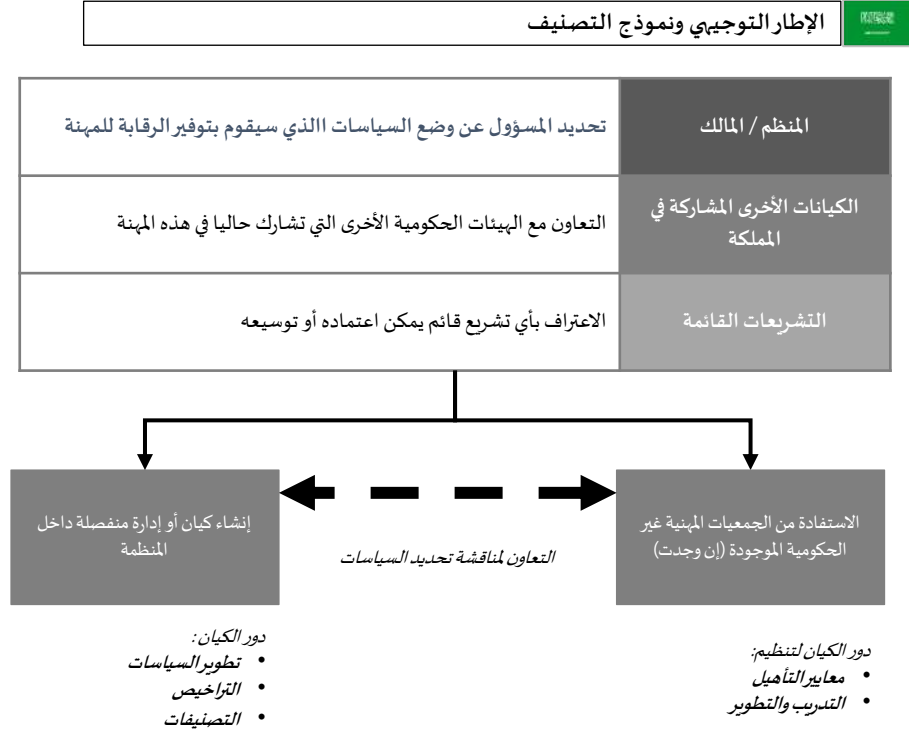 الإطار التوجيهي ونموذج التصنيف
المنظم / المالك
تحديد المسؤول عن وضع السياسات االذي سيقوم بتوفير الرقابة للمهنة
الكيانات الأخرى المشاركة في
المملكة
التعاون مع الهيئات الحكومية الأخرى التي تشارك حاليا في هذه المهنة
التشريعات القائمة
الاعتراف بأي تشريع قائم يمكن اعتماده أو توسيعه
الاستفادة من الجمعيات المهنية غير
الحكومية الموجودة (إن وجدت)
التعاون لمناقشة تحديد السياسات
إنشاء كيان أو إدارة منفصلة داخل
المنظمة
دور الكيان لتنظيم:
• معايير التأهيل
• التدريب والتطوير
دور الكيان :
• تطوير السياسات
• التراخيص
• التصنيفات